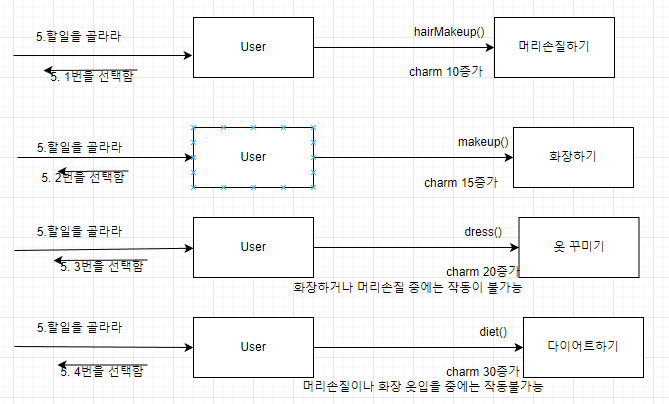 5.할일을 골라라
User
hairMakeup()
머리손질하기
5. 1번을 선택함
charm 10증가
5.할일을 골라라
User
makeup()
화장하기
5. 2번을 선택함
charm 15증가
5.할일을 골라라
User
dress()
옷 꾸미기
5. 3번을 선택함
charm 20증가
화장하거나 머리손질 중에는 작동이 불가능
5.할일을 골라라
User
diet()
다이어트하기
5. 4번을 선택함
charm 30증가
머리손질이나 화장 옷입을 중에는 작동불가능